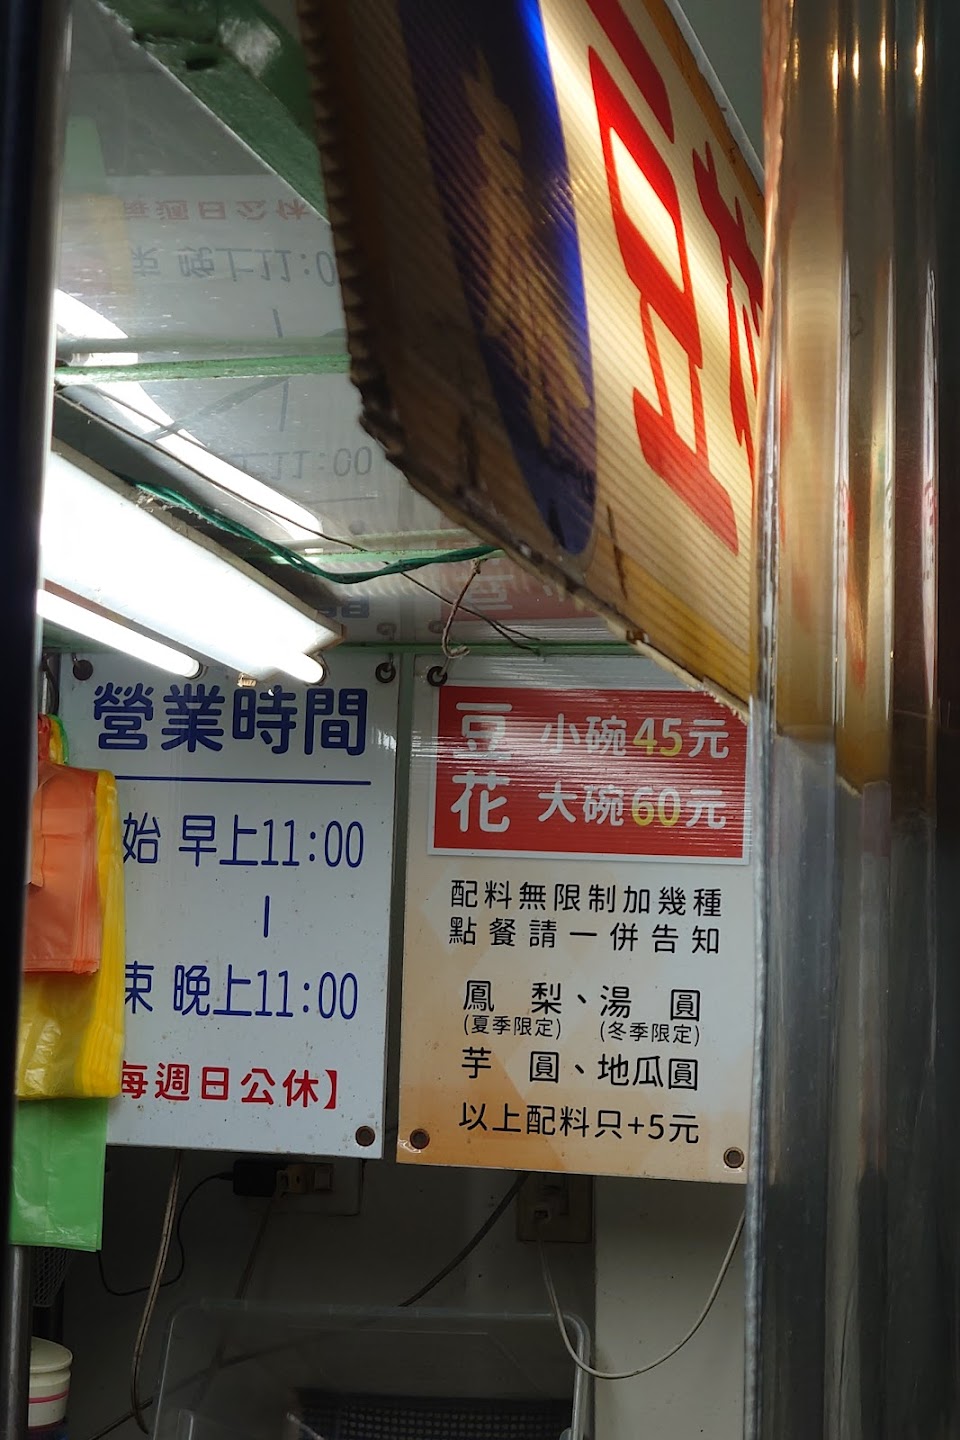 豆花
營業時間
始 早上11:00
|
束 晚上11:00
每週日公休】
豆花
小碗45元
大碗60元
配料無限制加幾種
點餐請一併告知
鳳梨、湯圓
(夏季限定) (冬季限定)
芋圓、地瓜圓
以上配料只+5元